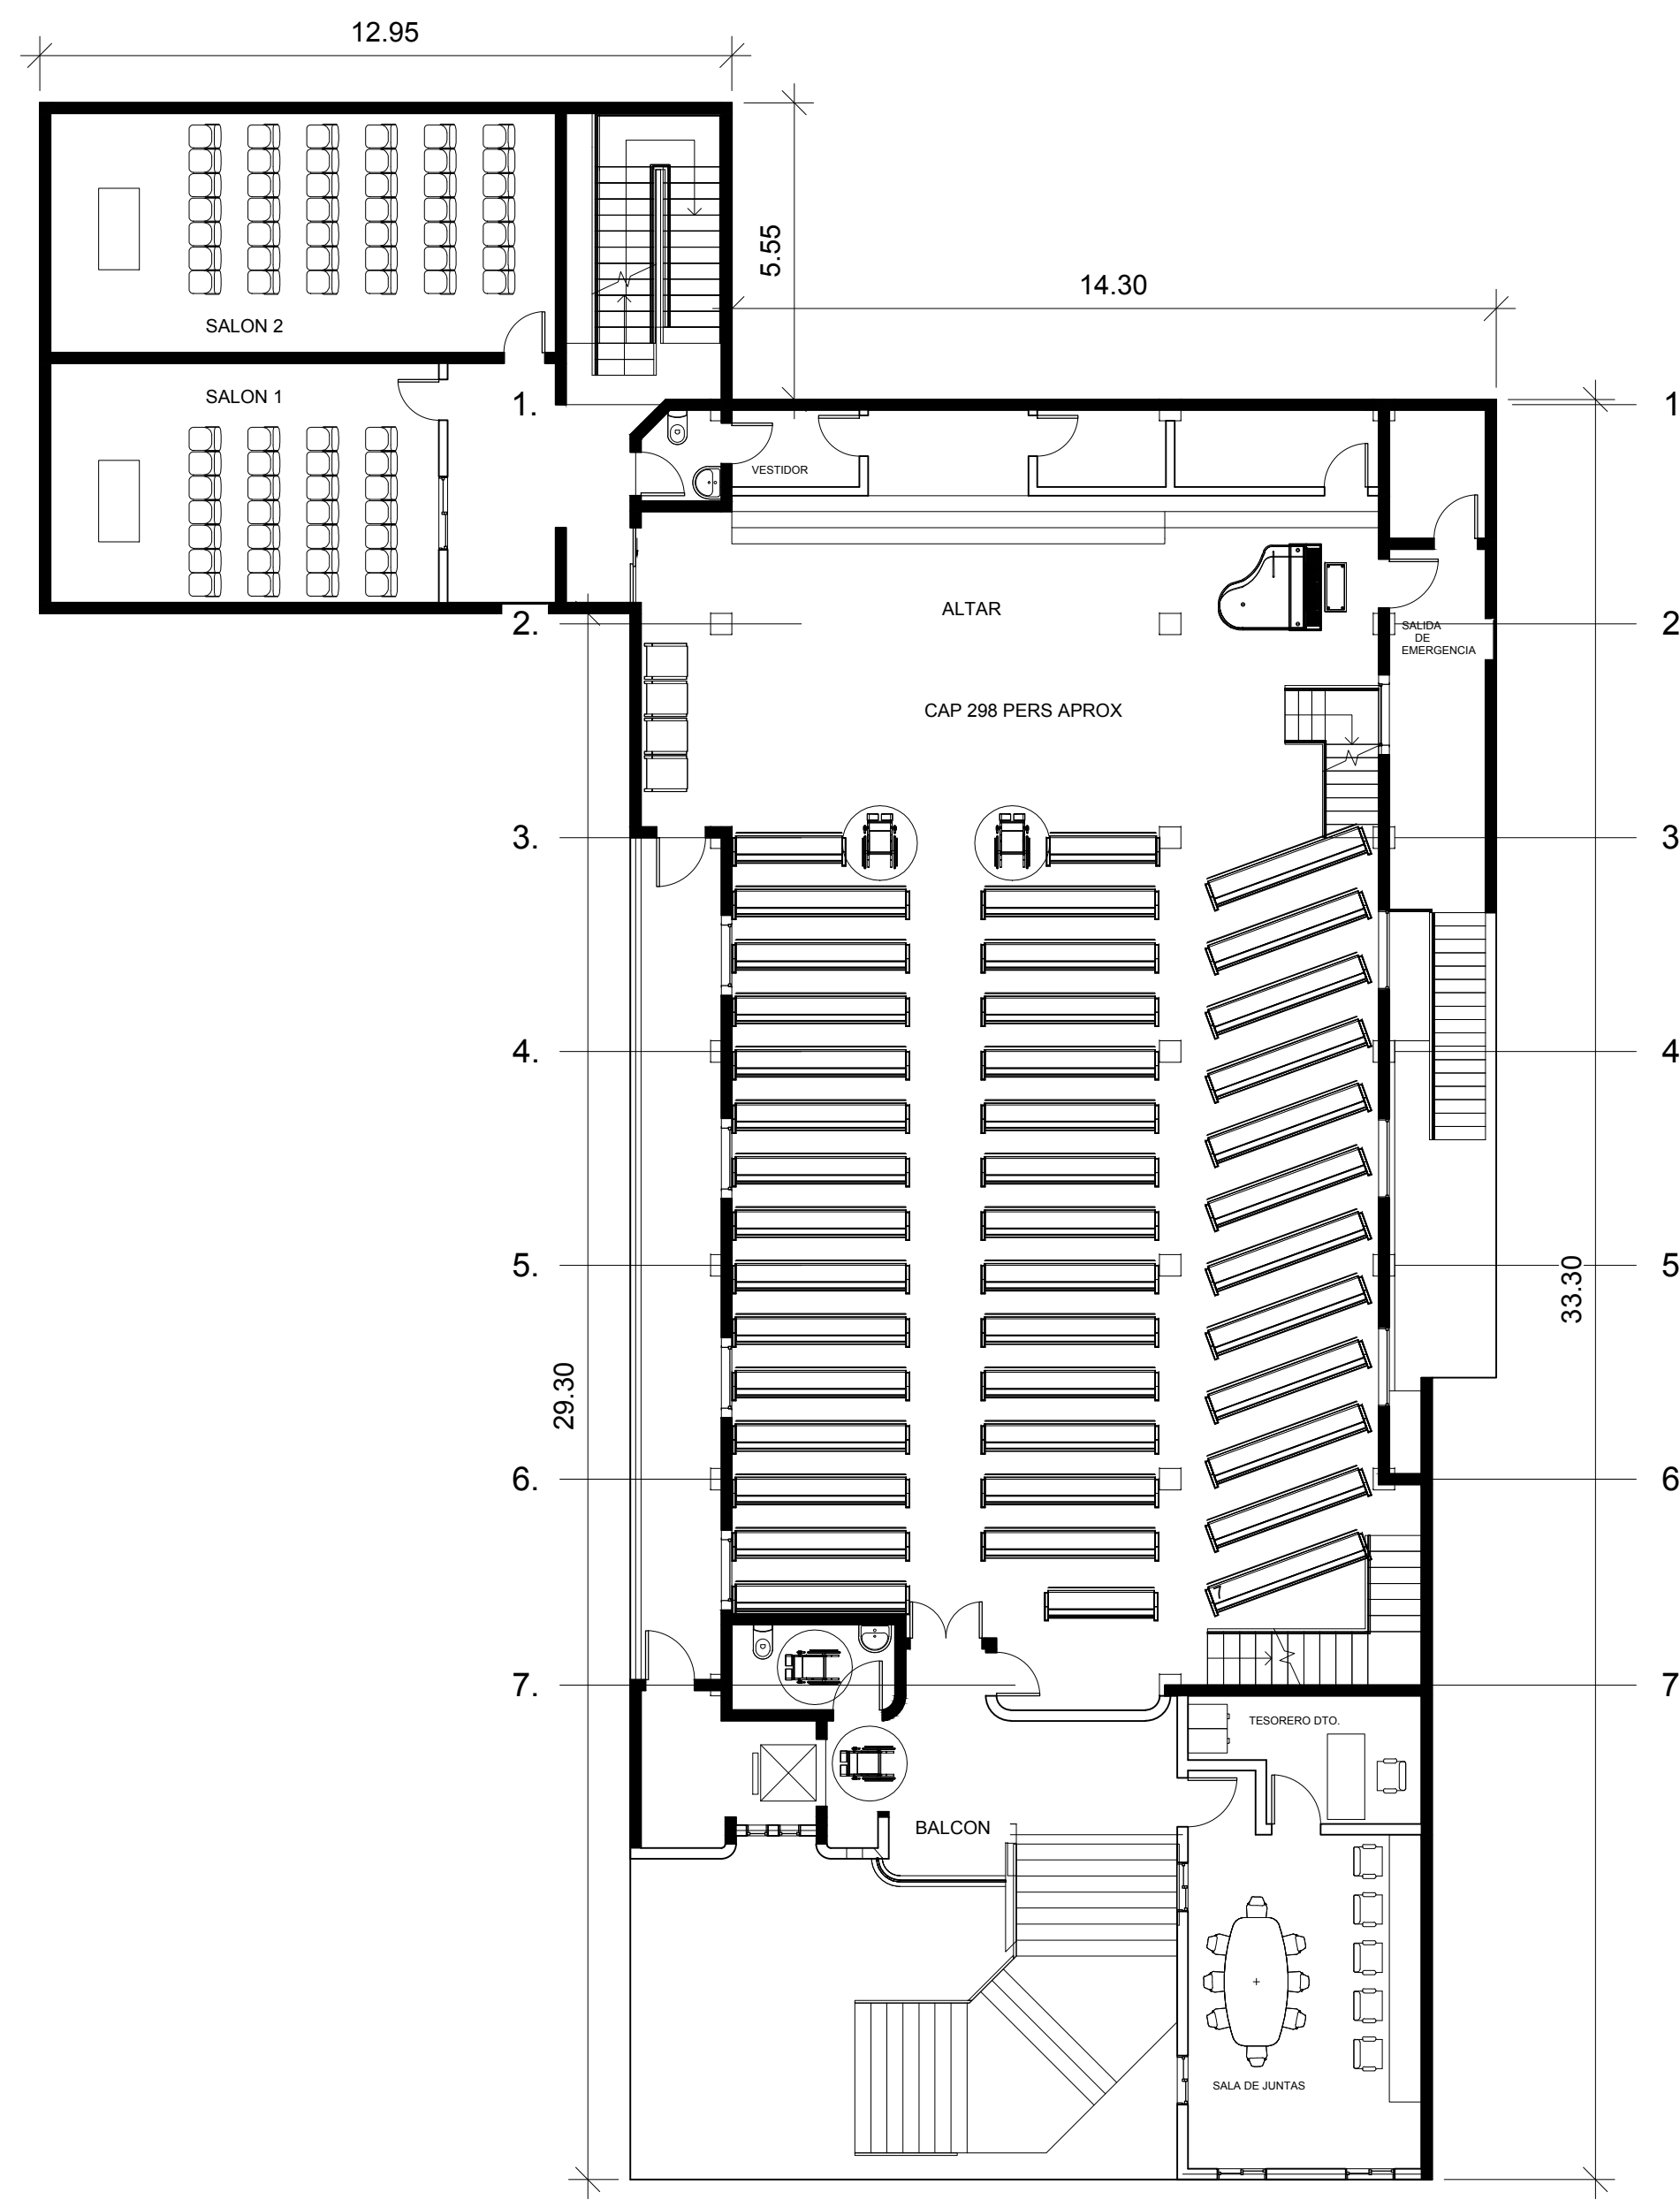 12.95
5.55
14.30
SALON 2
SALON 1
1.
1
VESTIDOR
ALTAR
2.
2
SALIDA
DE
EMERGENCIA
CAP 298 PERS APROX
3.
3
4.
4
5.
5
33.30
29.30
6.
6
7
7.
7
TESORERO DTO.
BALCON
SALA DE JUNTAS